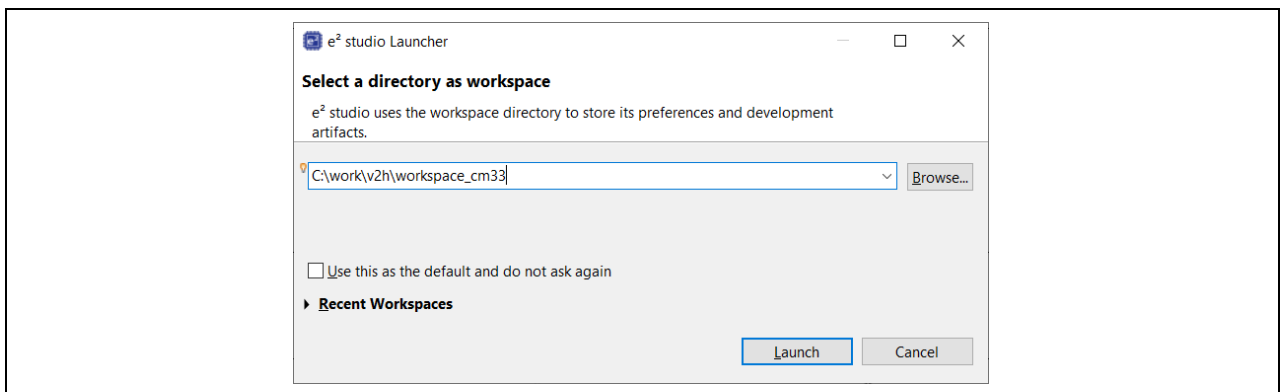 e² studio Launcher
Select a directory as workspace
e² studio uses the workspace directory to store its preferences and development
artifacts.
C:\work\v2h\workspace_cm33
Browse...
Use this as the default and do not ask again
Recent Workspaces
Launch
Cancel